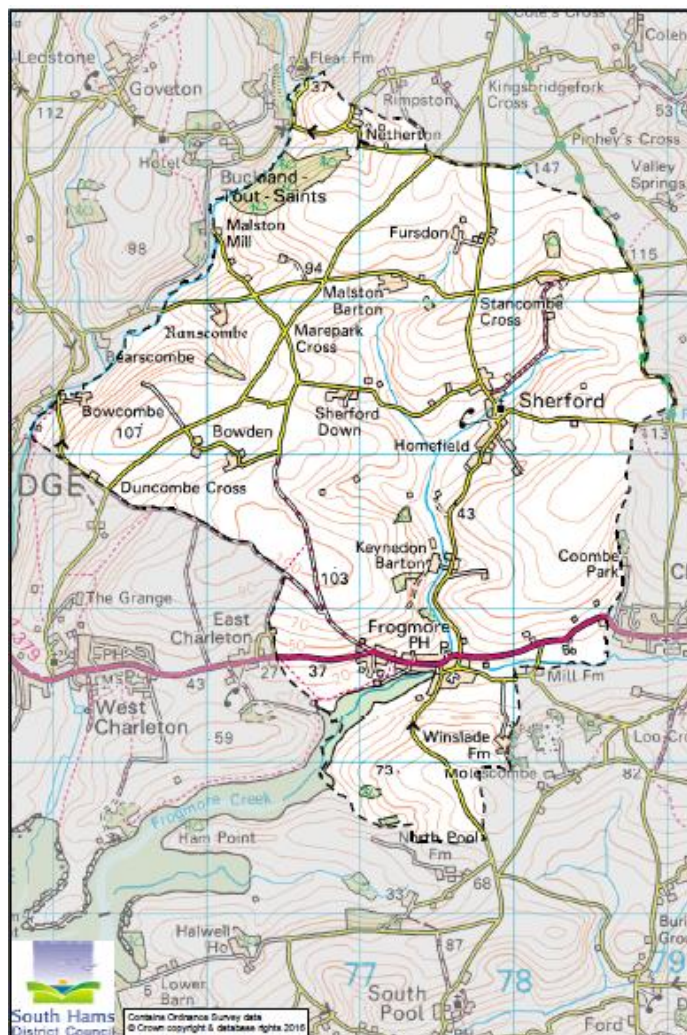 Ledstone
Cole's Cross
Flear Fm
Goveton
37
Rimpston
Kingsbridgefork
Cross
53
112
Netherton
Pinhey's Cross
Hotel
147
Valley
Springs
Buckland
- Tout - Saints
Malston
Mill
Fursdon
98
94
115
Malston
Barton
Stancombe
Cross
Ranscombe
Marepark
Cross
Bearscombe
Sherford
Sherford
Down
Bowcombe
107
Bowden
Homefield
113
DGE
Duncombe Cross
43
Keynedon
Barton
Coombe
Park
103
The Grange
East
Charleton
Frogmore
PH
PH
27
37
43
Mill Fm
West
Charleton
59
Winslade
Fm
73
Molescombe
82
Frogmore Creek
Ham Point
North Pool
Fm
68
33
Halwell
Ho
87
77
78
79
6
Lower
Barn
South
Pool
Ford
South Hams
District Council
Contains Ordnance Survey data
© Crown copyright & database rights 2016